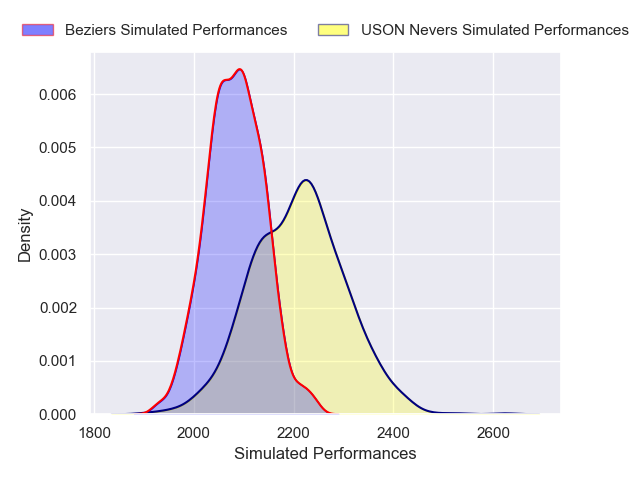 Beziers Simulated Performances USON Nevers Simulated Performances
0.006
0.005
0.004
0.003
0.002
0.001
0.000
Density
1800 2000 2200 2400 2600
Simulated Performances